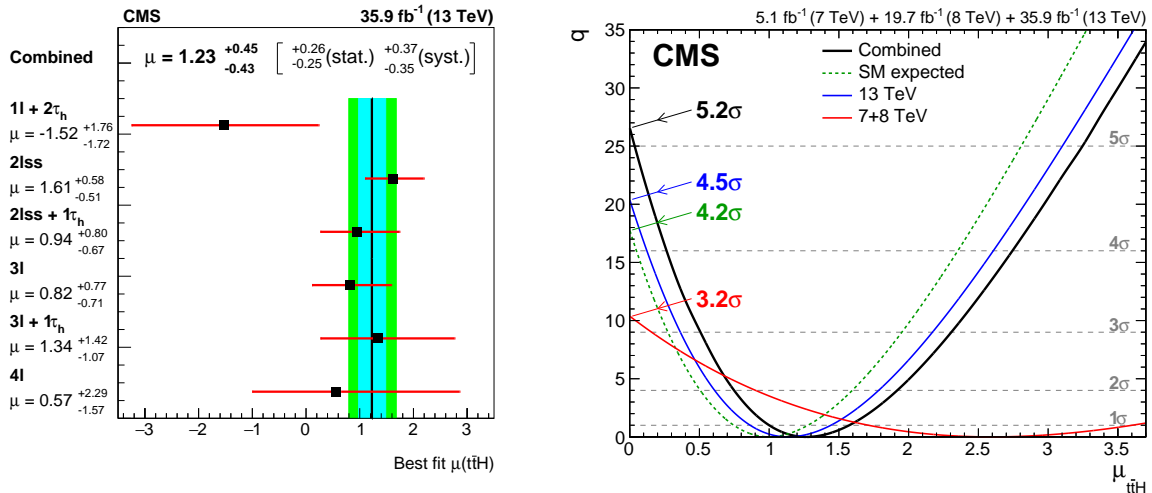 CMS 35.9 fb⁻¹ (13 TeV)
Combined μ = 1.23 +0.45 -0.43 [ +0.26 -0.25 (stat.) +0.37 -0.35 (syst.) ]
1l + 2τh
μ = -1.52 +1.76 -1.72
2lss
μ = 1.61 +0.58 -0.51
2lss + 1τh
μ = 0.94 +0.80 -0.67
3l
μ = 0.82 +0.77 -0.71
3l + 1τh
μ = 1.34 +1.42 -1.07
4l
μ = 0.57 +2.29 -1.57
−3 −2 −1 0 1 2 3
Best fit μ(tt̄H)
5.1 fb⁻¹ (7 TeV) + 19.7 fb⁻¹ (8 TeV) + 35.9 fb⁻¹ (13 TeV)
q
CMS
Combined
SM expected
13 TeV
7+8 TeV
35
30
25
20
15
10
5
0
5.2σ
4.5σ
4.2σ
3.2σ
5σ
4σ
3σ
2σ
1σ
0 0.5 1 1.5 2 2.5 3 3.5
μ tt̄H